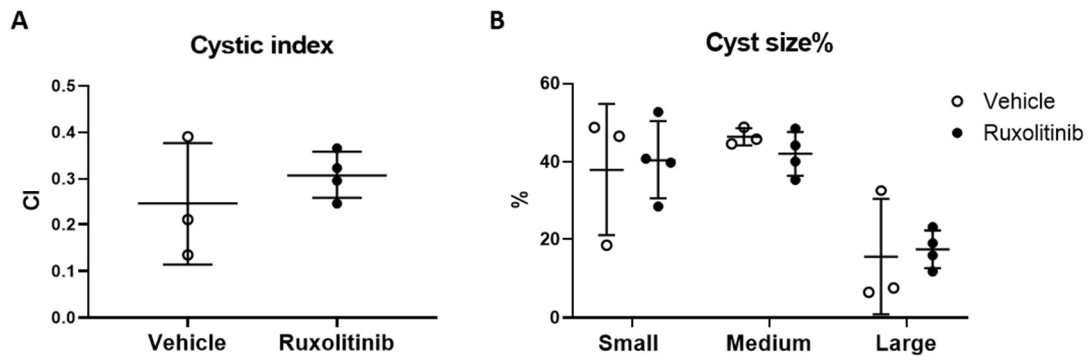 A
Cystic index
0.5
0.4
0.3
0.2
0.1
0.0
CI
Vehicle
Ruxolitinib
B
Cyst size%
60
40
20
0
%
Small
Medium
Large
Vehicle
Ruxolitinib